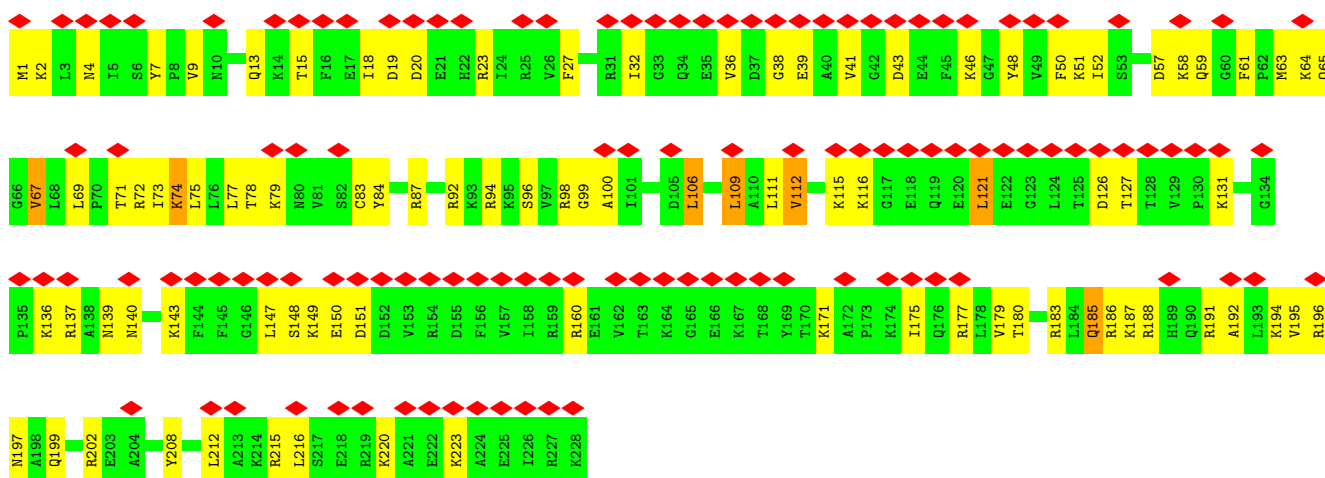 M1 K2 L3 N4 I5 S6 Y7 P8 V9 N10 Q13 K14 T15 F16 E17 I18 D19 D20 E21 H22 R23 I24 R25 V26 F27 R31 I32 G33 Q34 E35 V36 D37 G38 E39 A40 V41 G42 D43 E44 F45 K46 G47 Y48 V49 F50 K51 I52 S53 D57 K58 Q59 G60 F61 P62 M63 K64 Q65
G66 V67 L68 L69 P70 T71 R72 I73 K74 L75 L76 L77 T78 K79 N80 V81 S82 C83 Y84 R87 R92 K93 R94 K95 S96 V97 R98 G99 A100 I101 D105 L106 L109 A110 L111 V112 K115 K116 G117 E118 Q119 E120 L121 E122 G123 L124 T125 D126 T127 T128 V129 P130 K131 G134
P135 K136 R137 A138 N139 N140 K143 F144 F145 G146 L147 S148 K149 E150 D151 D152 V153 R154 D155 F156 V157 I158 R159 R160 E161 V162 T163 K164 G165 E166 K167 T168 Y169 T170 K171 A172 P173 K174 I175 Q176 R177 L178 V179 T180 R183 L184 Q185 R186 K187 R188 H189 Q190 R191 A192 L193 K194 V195 R196
N197 A198 Q199 R202 E203 A204 Y208 L212 A213 K214 R215 L216 S217 E218 R219 K220 A221 E222 K223 A224 E225 I226 R227 K228